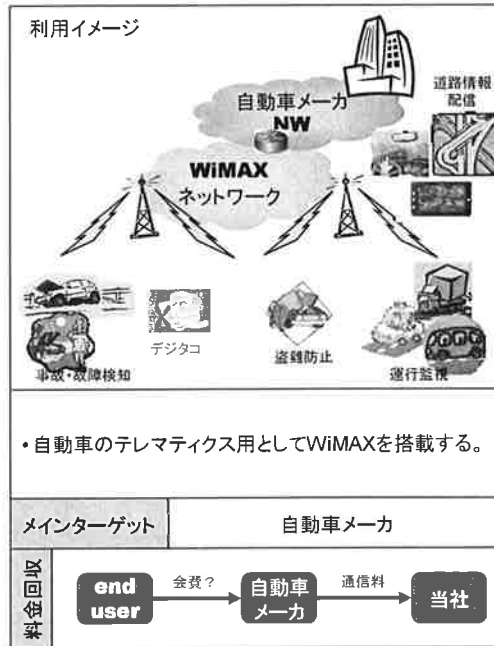 利用イメージ
道路情報
配信
自動車メーカ
NW
WiMAX
ネットワーク
事故・故障検知
デジタコ
盗難防止
運行監視
・自動車のテレマティクス用としてWiMAXを搭載する。
メインターゲット
自動車メーカ
料金回収
end
user
会費？
自動車
メーカ
通信料
当社